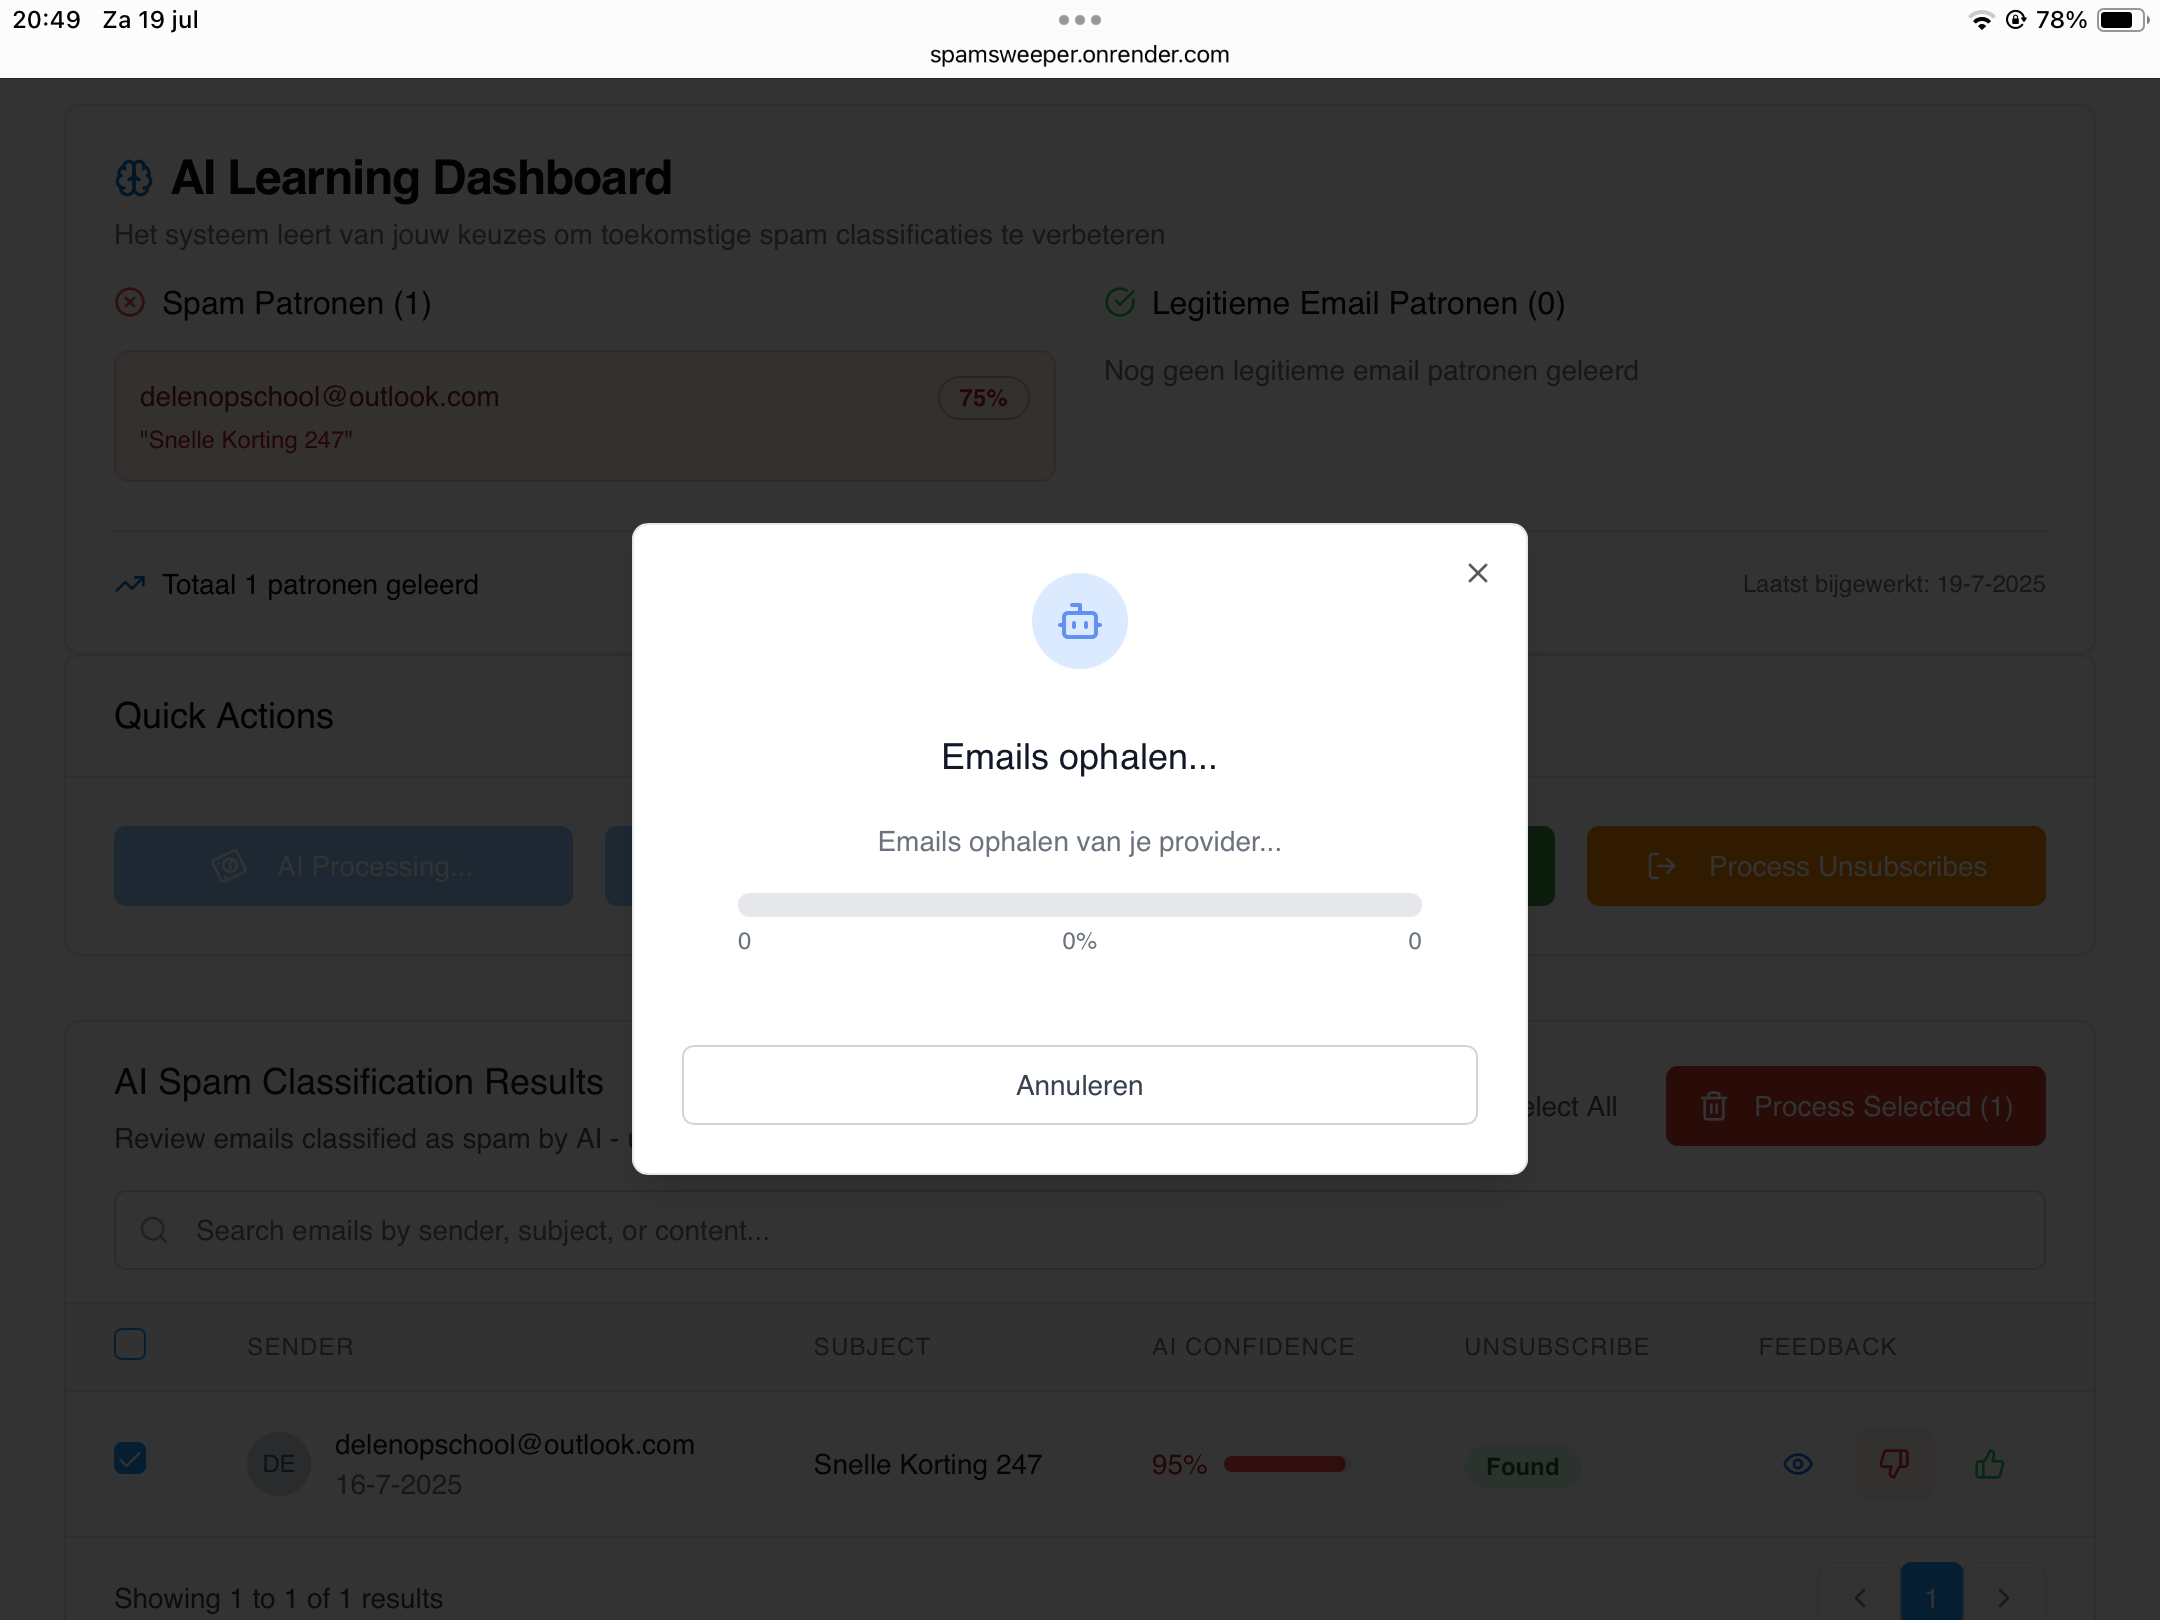 20:49 Za 19 jul
78%
spamsweeper.onrender.com
AI Learning Dashboard
Het systeem leert van jouw keuzes om toekomstige spam classificaties te verbeteren
Spam Patronen (1)
Legitieme Email Patronen (0)
delenopschool@outlook.com
75%
"Snelle Korting 247"
Nog geen legitieme email patronen geleerd
Totaal 1 patronen geleerd
Laatst bijgewerkt: 19-7-2025
Quick Actions
AI Processing...
Process Unsubscribes
Emails ophalen...
Emails ophalen van je provider...
0 0% 0
Annuleren
AI Spam Classification Results
Review emails classified as spam by AI -
elect All
Process Selected (1)
Search emails by sender, subject, or content...
SENDER SUBJECT AI CONFIDENCE UNSUBSCRIBE FEEDBACK
DE
delenopschool@outlook.com
16-7-2025
Snelle Korting 247
95%
Found
Showing 1 to 1 of 1 results
1